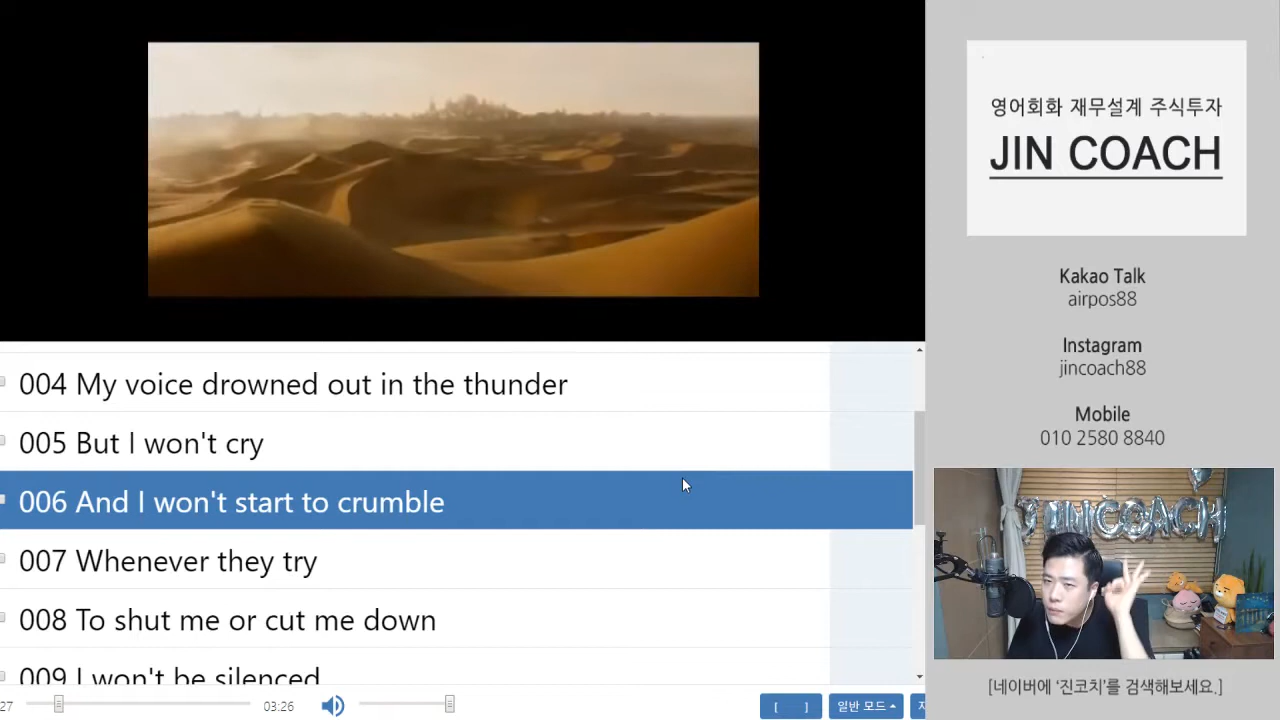 영어회화 재무설계 주식투자
JIN COACH
Kakao Talk
airpos88
Instagram
jincoach88
Mobile
010 2580 8840
004 My voice drowned out in the thunder
005 But I won't cry
006 And I won't start to crumble
007 Whenever they try
008 To shut me or cut me down
009 I won't be silenced
27
03:26
[ ]
일반 모드
JINCOACH
[네이버에 '진코치'를 검색해보세요.]